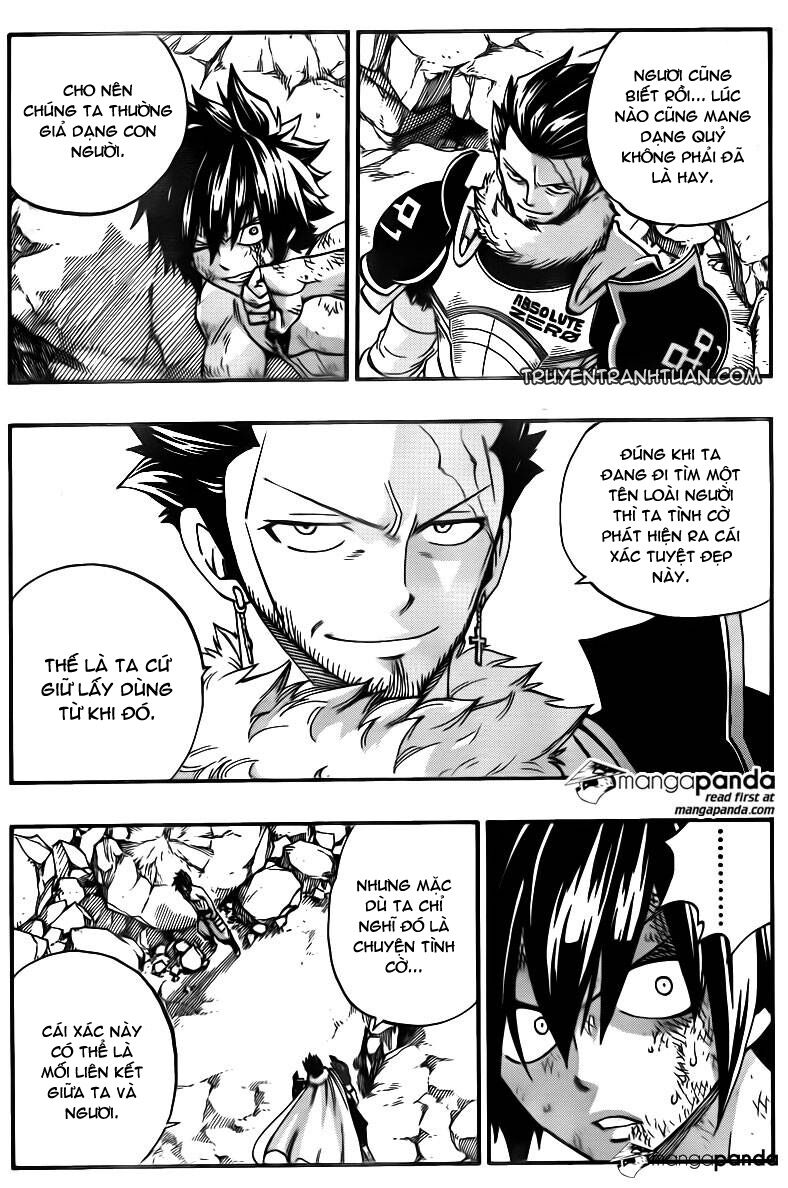 NGƯƠI CŨNG
BIẾT RỒI... LÚC
NÀO CŨNG MANG
DẠNG QUỶ
KHÔNG PHẢI ĐÃ
LÀ HAY.
CHO NÊN
CHÚNG TA THƯỜNG
GIẢ DẠNG CON
NGƯỜI.
ABSOLUTE
ZERO
TRUYENTRANHTUAN.COM
ĐÚNG KHI TA
ĐANG ĐI TÌM MỘT
TÊN LOÀI NGƯỜI
THÌ TA TÌNH CỜ
PHÁT HIỆN RA CÁI
XÁC TUYỆT ĐẸP
NÀY.
THẾ LÀ TA CỨ
GIỮ LẤY DÙNG
TỪ KHI ĐÓ.
mangapanda
read first at
mangapanda.com
NHƯNG MẶC
DÙ TA CHỈ
NGHĨ ĐÓ LÀ
CHUYỆN TÌNH
CỜ...
CÁI XÁC NÀY
CÓ THỂ LÀ
MỐI LIÊN KẾT
GIỮA TA VÀ
NGƯƠI.
mangapanda